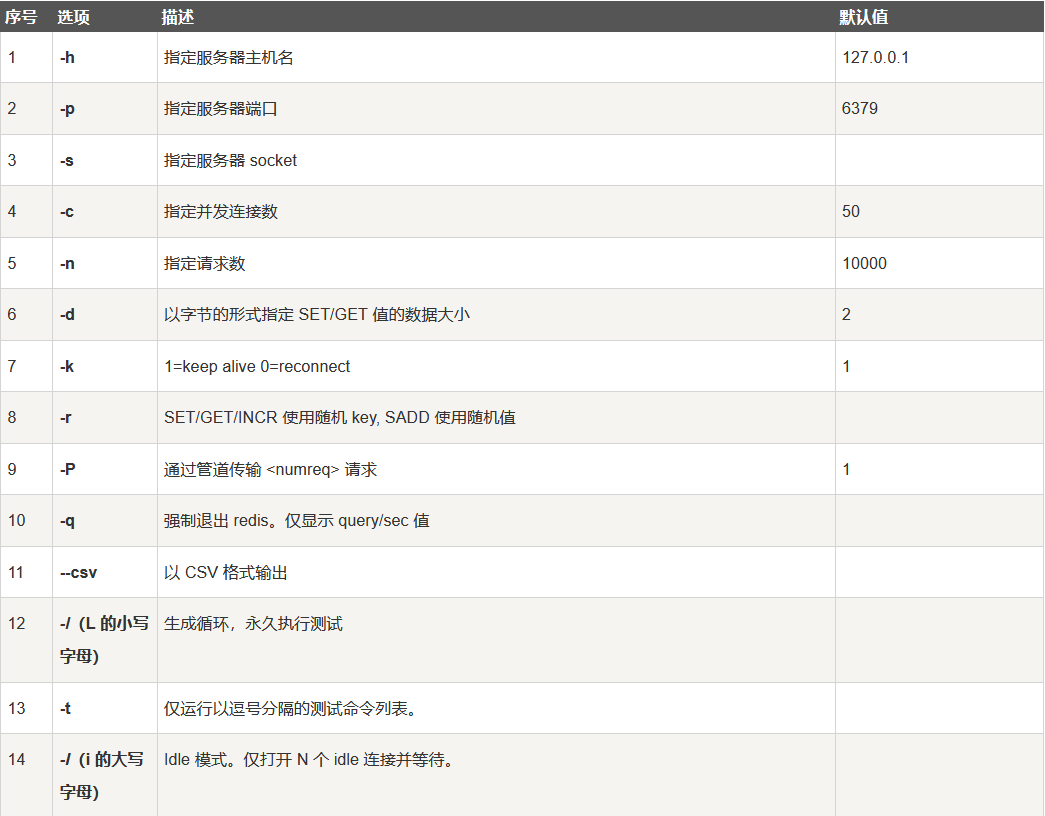 序号 选项 描述 默认值
1 -h 指定服务器主机名 127.0.0.1
2 -p 指定服务器端口 6379
3 -s 指定服务器 socket
4 -c 指定并发连接数 50
5 -n 指定请求数 10000
6 -d 以字节的形式指定 SET/GET 值的数据大小 2
7 -k 1=keep alive 0=reconnect 1
8 -r SET/GET/INCR 使用随机 key, SADD 使用随机值
9 -P 通过管道传输 <numreq> 请求 1
10 -q 强制退出 redis。仅显示 query/sec 值
11 --csv 以 CSV 格式输出
12 -l（L 的小写 生成循环，永久执行测试
字母）
13 -t 仅运行以逗号分隔的测试命令列表。
14 -I（i 的大写 Idle 模式。仅打开 N 个 idle 连接并等待。
字母）